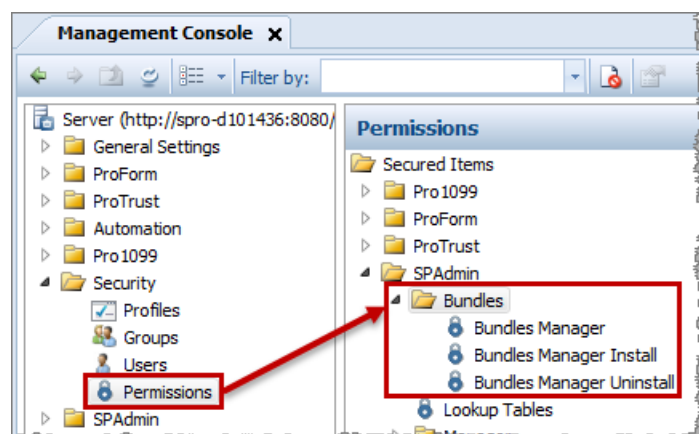 Management Console x
Filter by:
Server (http://spro-d101436:8080/
General Settings
ProForm
ProTrust
Automation
Pro1099
Security
Profiles
Groups
Users
Permissions
SPAdmin
Permissions
Secured Items
Pro1099
ProForm
ProTrust
SPAdmin
Bundles
Bundles Manager
Bundles Manager Install
Bundles Manager Uninstall
Lookup Tables